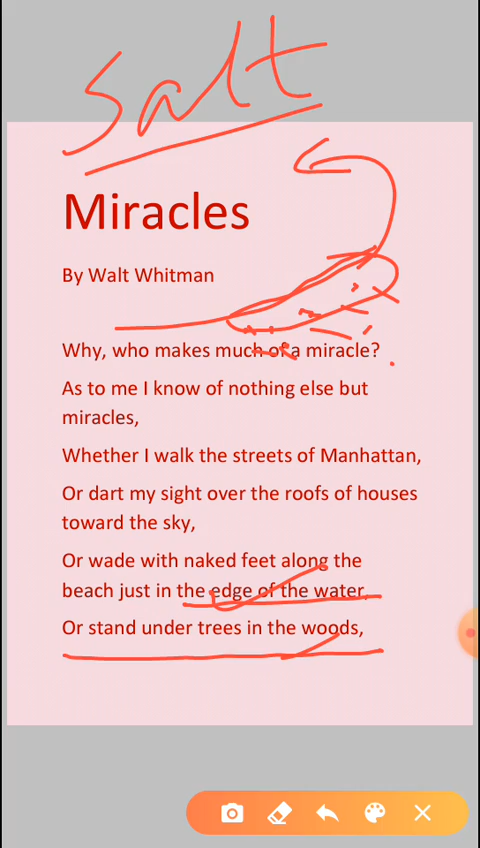 Salt
Miracles
By Walt Whitman
Why, who makes much of a miracle?
As to me I know of nothing else but
miracles,
Whether I walk the streets of Manhattan,
Or dart my sight over the roofs of houses
toward the sky,
Or wade with naked feet along the
beach just in the edge of the water,
Or stand under trees in the woods,